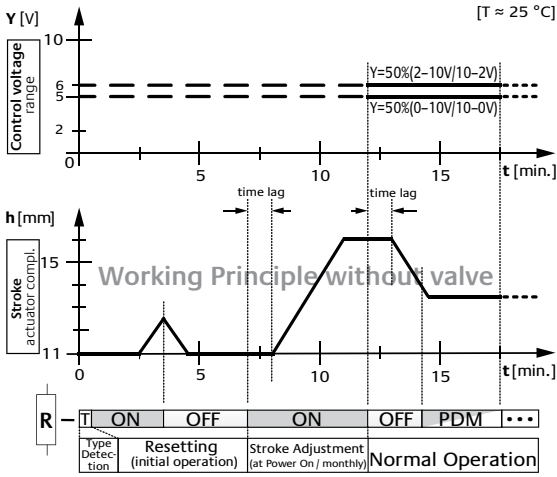 Y [V]
[T ≈ 25 °C]
Control voltage
range
10
6
5
2
0
Y=50%(2–10V/10–2V)
Y=50%(0–10V/10–0V)
5
10
15
t [min.]
time lag
time lag
h [mm]
Stroke
actuator compl.
15
11
Working Principle without valve
0
5
10
15
t [min.]
R
T
ON
OFF
ON
OFF
PDM
•••
Type
Detec-
tion
Resetting
(initial operation)
Stroke Adjustment
(at Power On / monthly)
Normal Operation